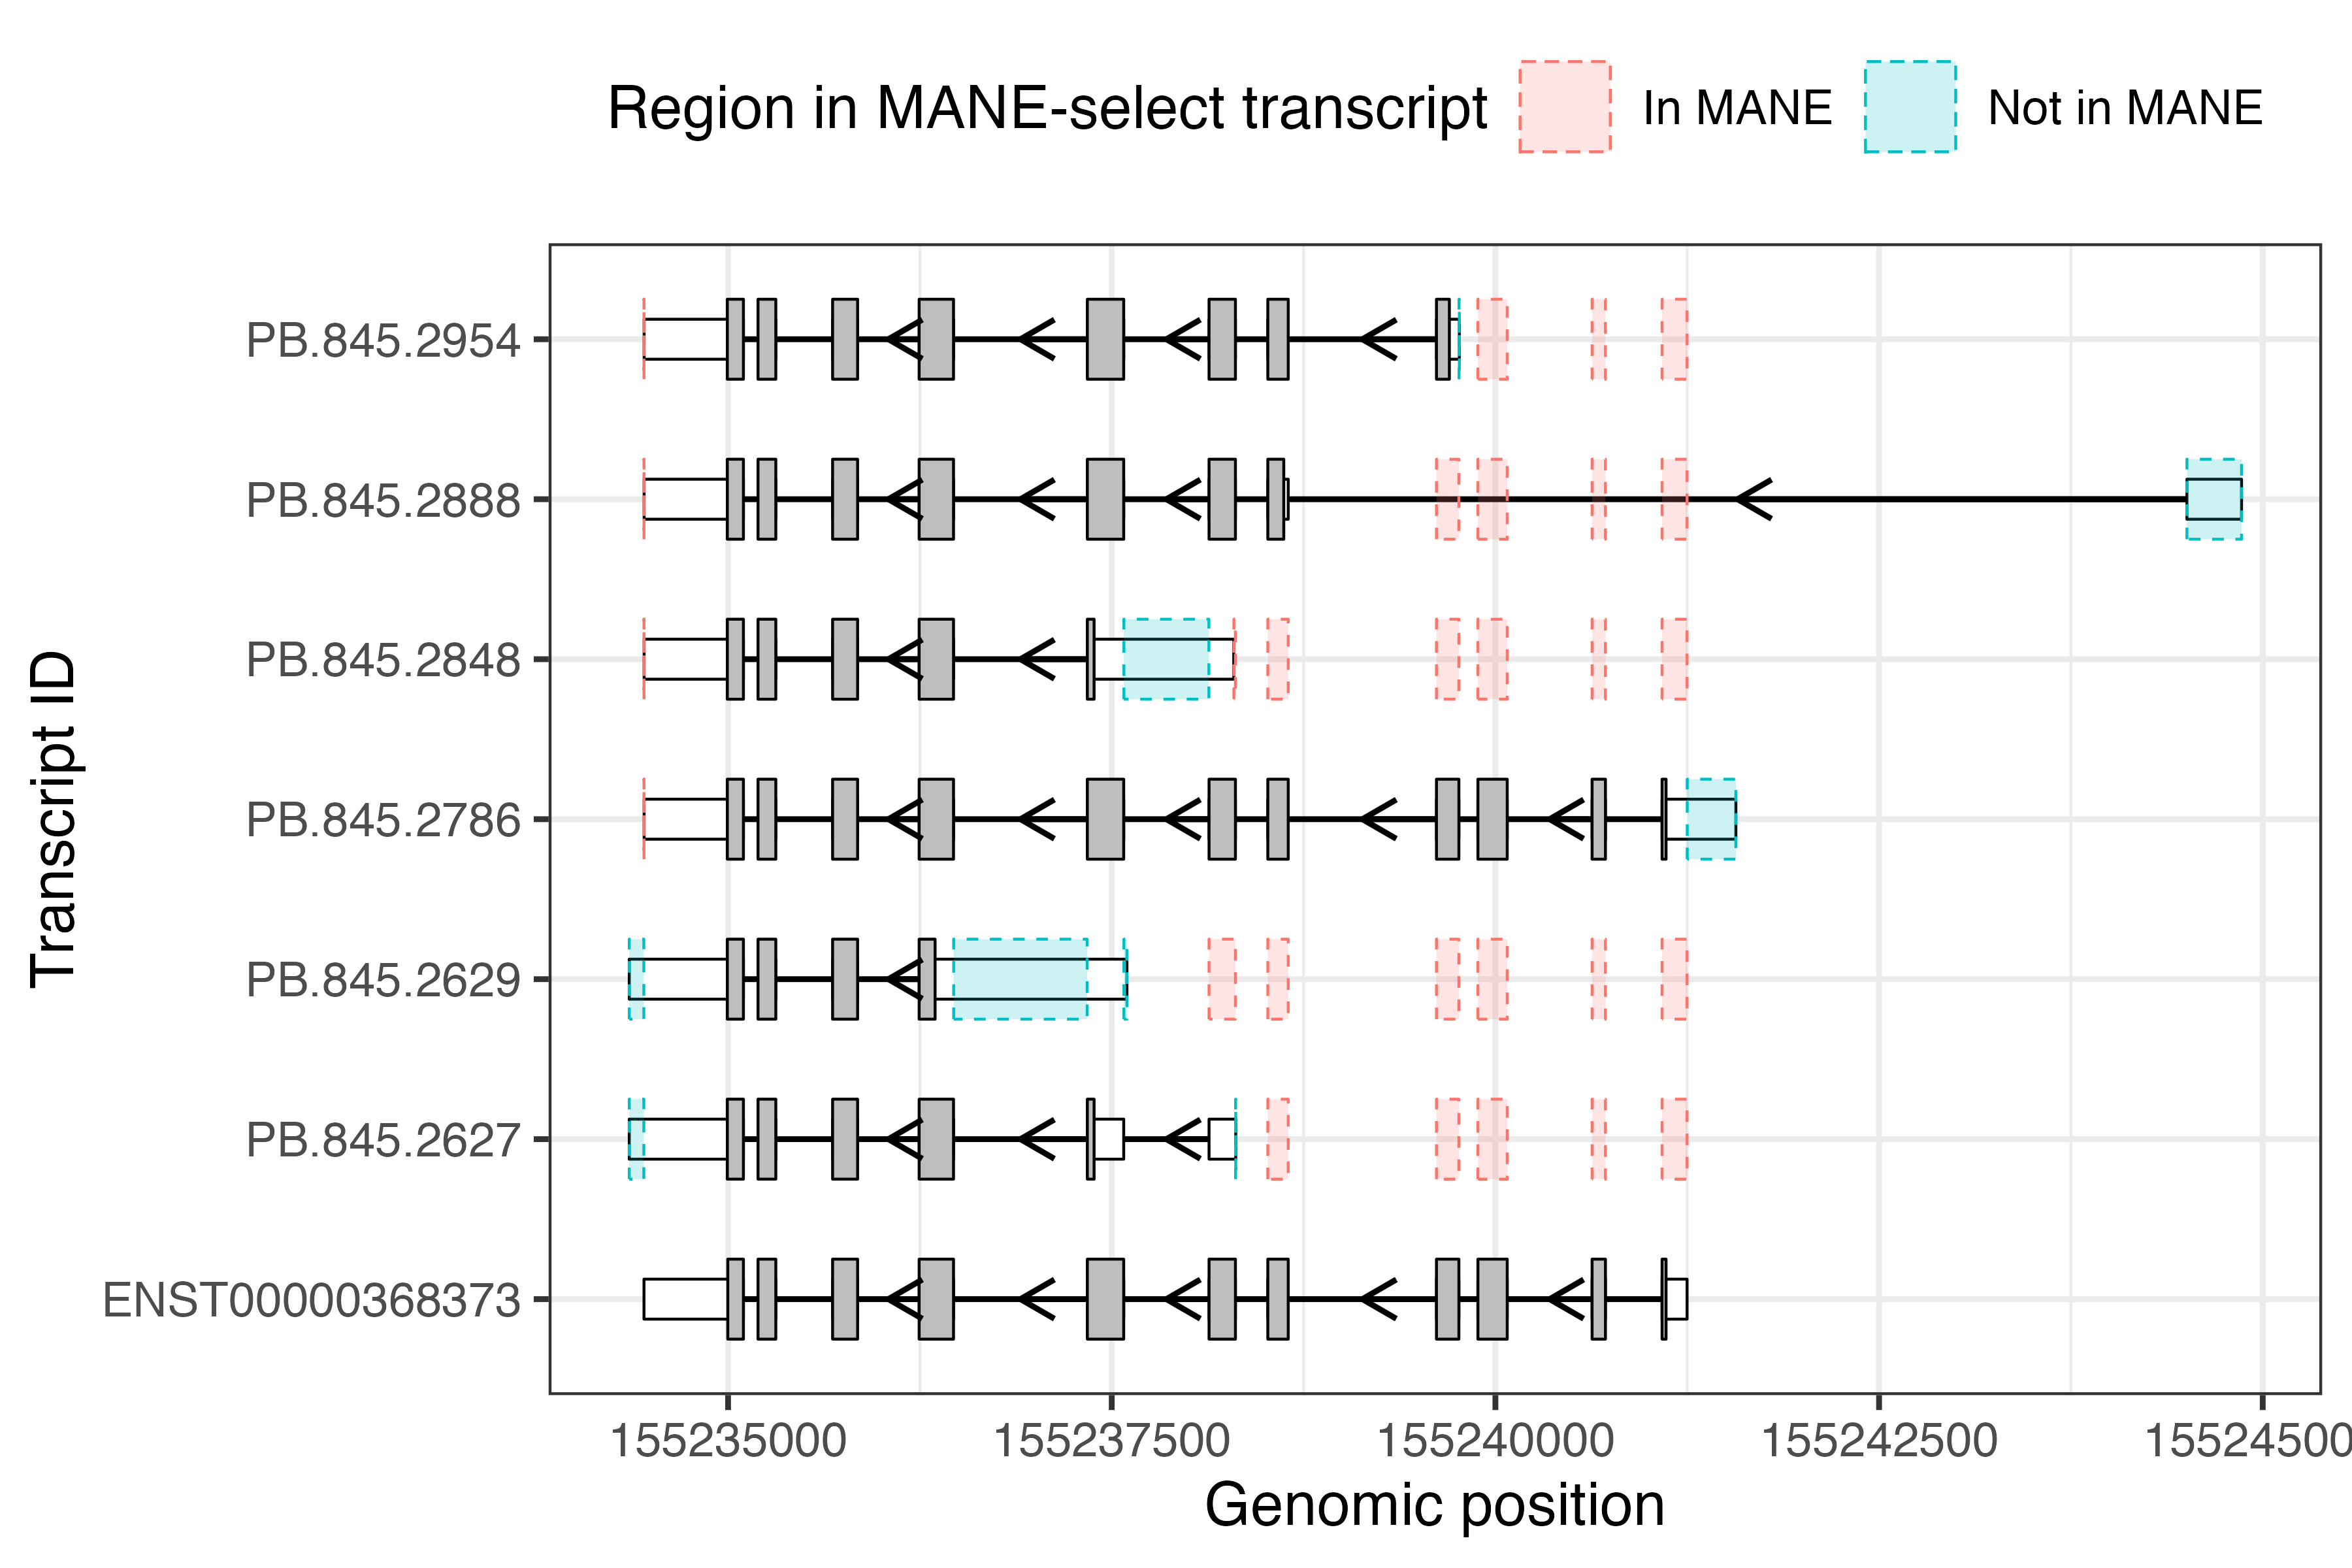 Region in MANE-select transcript In MANE Not in MANE
Transcript ID
PB.845.2954
PB.845.2888
PB.845.2848
PB.845.2786
PB.845.2629
PB.845.2627
ENST00000368373
155235000 155237500 155240000 155242500 15524500
Genomic position